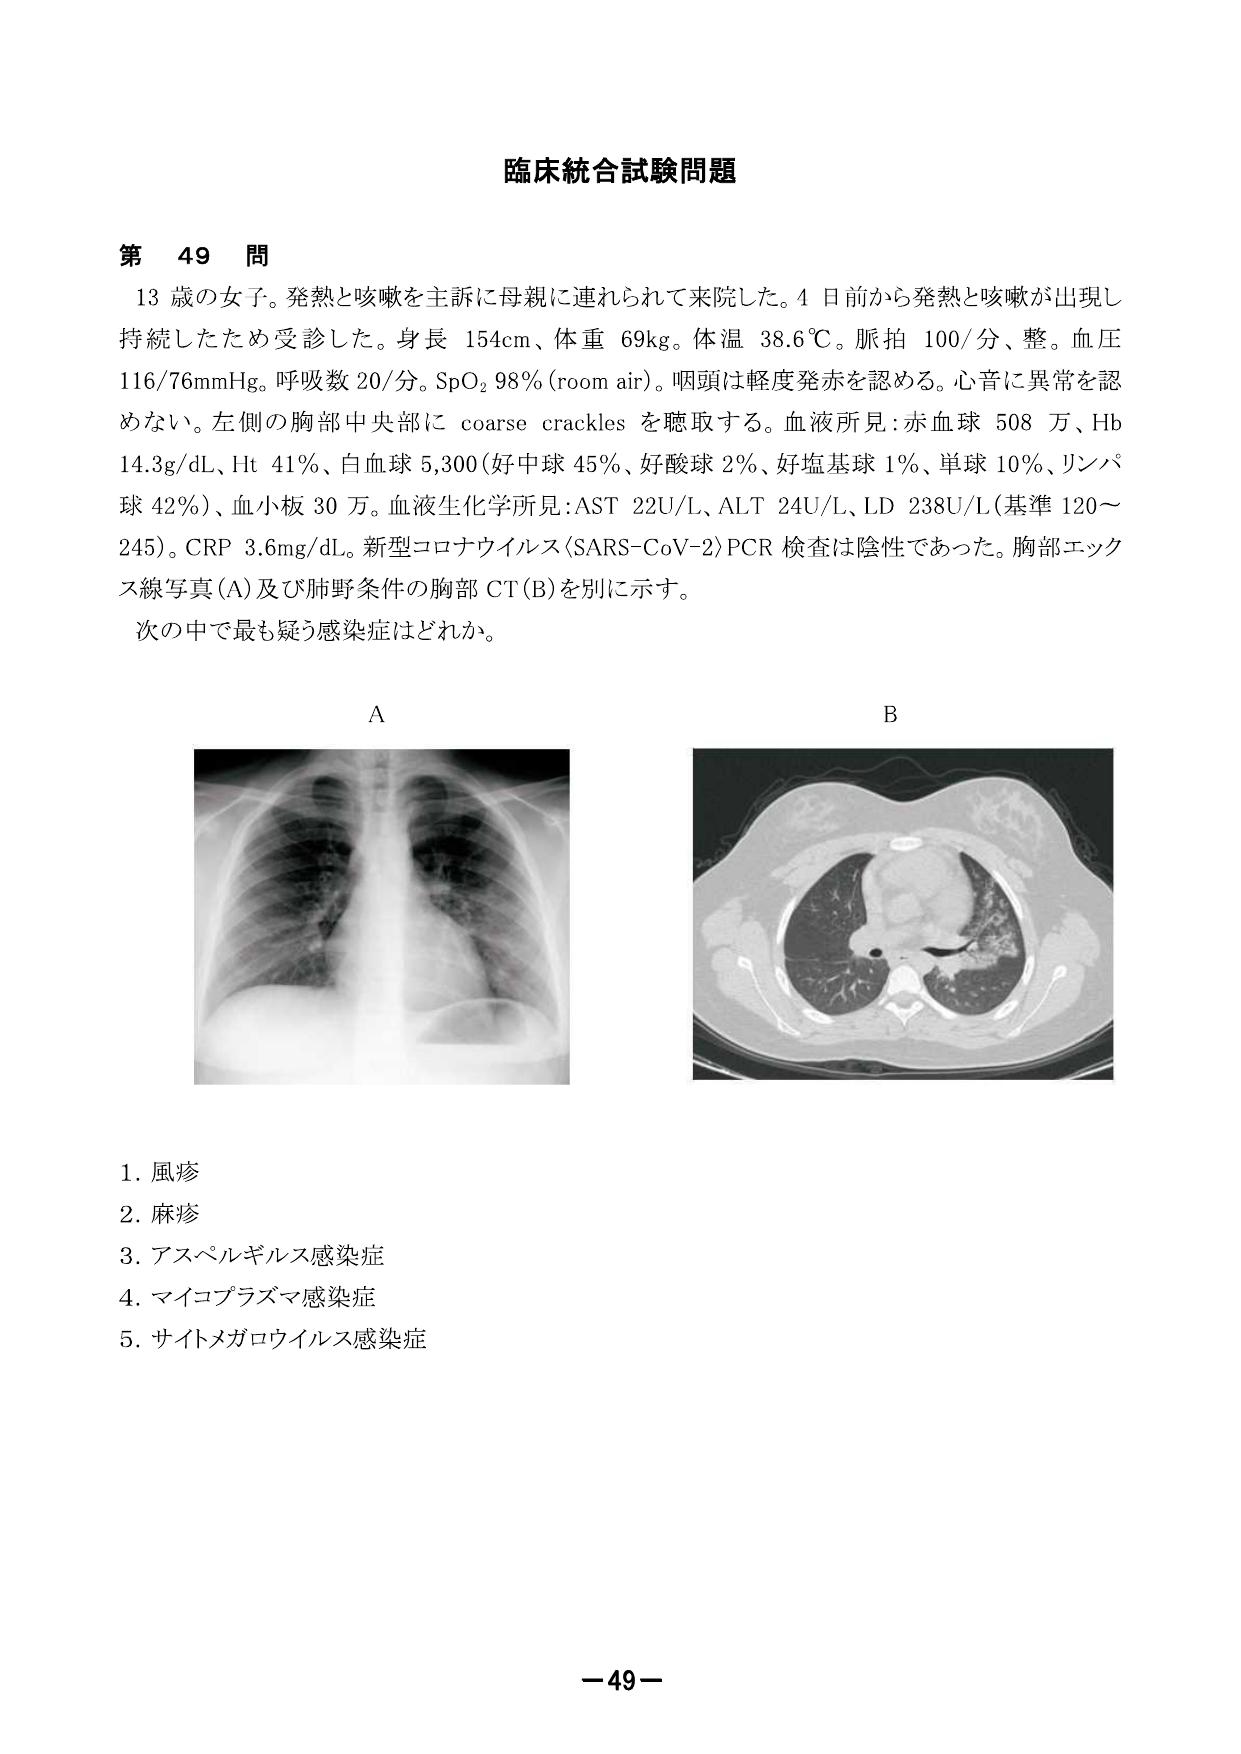 臨床統合試験問題
第 49 問
13 歳の女子。発熱と咳嗽を主訴に母親に連れられて来院した。4 日前から発熱と咳嗽が出現し
持続したため受診した。身長 154cm、体重 69kg。体温 38.6℃。脈拍 100/分、整。血圧
116/76mmHg。呼吸数 20/分。SpO₂ 98%(room air)。咽頭は軽度発赤を認める。心音に異常を認
めない。左側の胸部中央部に coarse crackles を聴取する。血液所見:赤血球 508 万、Hb
14.3g/dL、Ht 41%、白血球 5,300(好中球 45%、好酸球 2%、好塩基球 1%、単球 10%、リンパ
球 42%)、血小板 30 万。血液生化学所見:AST 22U/L、ALT 24U/L、LD 238U/L(基準 120～
245)。CRP 3.6mg/dL。新型コロナウイルス〈SARS-CoV-2〉PCR 検査は陰性であった。胸部エック
ス線写真(A)及び肺野条件の胸部 CT(B)を別に示す。
次の中で最も疑う感染症はどれか。
A B
1. 風疹
2. 麻疹
3. アスペルギルス感染症
4. マイコプラズマ感染症
5. サイトメガロウイルス感染症
－49－